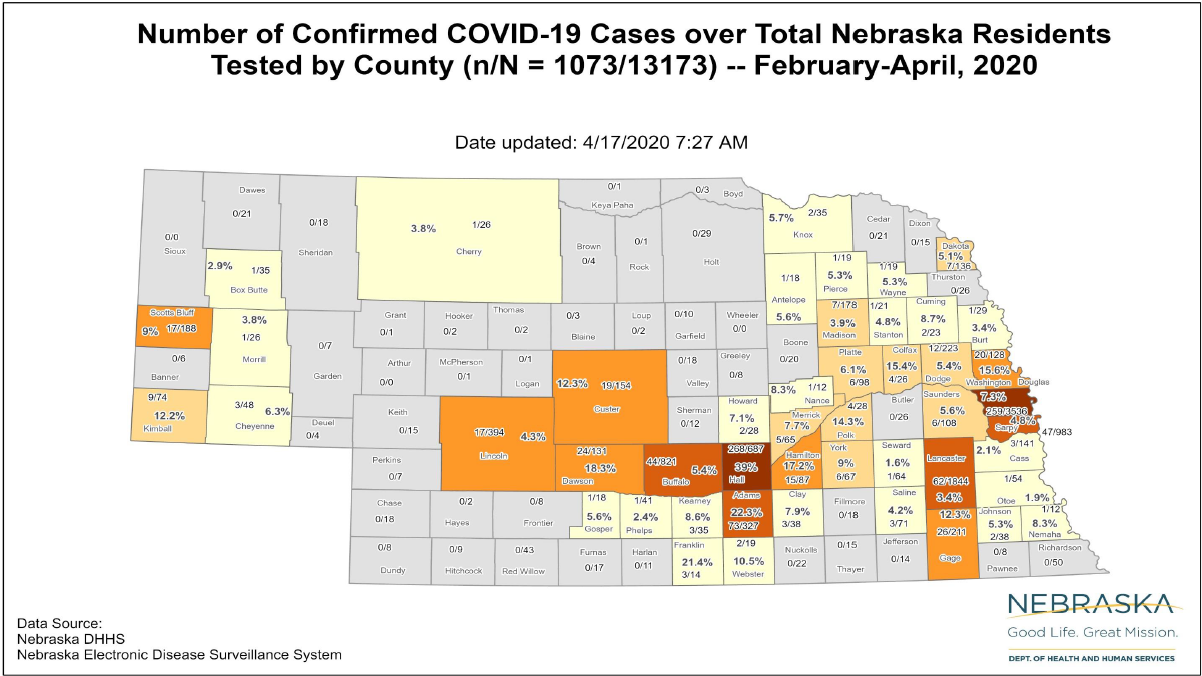 Number of Confirmed COVID-19 Cases over Total Nebraska Residents
Tested by County (n/N = 1073/13173) -- February-April, 2020
Date updated: 4/17/2020 7:27 AM
0/0
Sioux
Dawes
0/21
0/18
Sheridan
2.9% 1/35
Box Butte
Scotts Bluff
9% 17/188
3.8%
1/26
Morrill
0/7
Garden
0/6
Banner
9/74
12.2%
Kimball
3/48 6.3%
Cheyenne
Deuel
0/4
3.8% 1/26
Cherry
0/1
Keya Paha
0/3 Boyd
Brown
0/4
0/1
Rock
0/29
Holt
5.7% 2/35
Knox
Cedar
0/21
Dixon
0/15
Dakota
5.1%
7/136
Thurston
0/26
1/18
Antelope
5.6%
1/19
5.3%
Pierce
1/19
5.3%
Wayne
Grant
0/1
Hooker
0/2
Thomas
0/2
0/3
Blaine
Loup
0/2
0/10
Garfield
Wheeler
0/0
7/178
3.9%
Madison
1/21
4.8%
Stanton
Cuming
8.7%
2/23
1/29
3.4%
Burt
Boone
0/20
Arthur
0/0
McPherson
0/1
0/1
Logan
12.3% 19/154
Custer
0/18
Valley
Greeley
0/8
Platte
6.1%
6/98
Colfax
15.4%
4/26
12/223
5.4%
Dodge
20/128
15.6%
Washington
Douglas
7.3%
259/3536
4.8%
Sarpy
47/983
8.3% 1/12
Nance
Keith
0/15
17/394
4.3%
Lincoln
Sherman
0/12
Howard
7.1%
2/28
Merrick
7.7%
5/65
4/28
14.3%
Polk
Butler
0/26
Saunders
5.6%
6/108
Perkins
0/7
24/131
18.3%
Dawson
44/821
5.4%
Buffalo
268/687
39%
Hall
Hamilton
17.2%
15/87
York
9%
6/67
Seward
1.6%
1/64
Lancaster
62/1844
3.4%
3/141
2.1%
Cass
1/54
Otoe 1.9%
Chase
0/18
0/2
Hayes
0/8
Frontier
1/18
5.6%
Gosper
1/41
2.4%
Phelps
Kearney
8.6%
3/35
Adams
22.3%
73/327
Clay
7.9%
3/38
Fillmore
0/18
Saline
4.2%
3/71
12.3%
26/211
Gage
Johnson
5.3%
2/38
1/12
8.3%
Nemaha
0/8
Dundy
0/9
Hitchcock
0/43
Red Willow
Furnas
0/17
Harlan
0/11
Franklin
21.4%
3/14
2/19
10.5%
Webster
Nuckolls
0/22
0/15
Thayer
Jefferson
0/14
0/8
Pawnee
Richardson
0/50
Data Source:
Nebraska DHHS
Nebraska Electronic Disease Surveillance System
NEBRASKA
Good Life. Great Mission.
DEPT. OF HEALTH AND HUMAN SERVICES